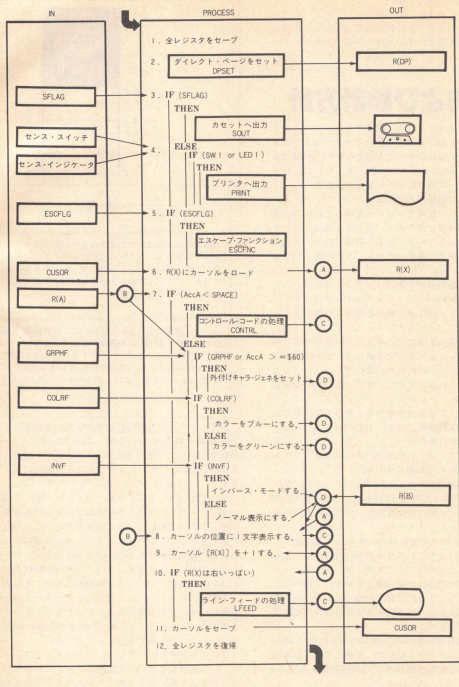 IN
PROCESS
OUT
1. 全レジスタをセーブ
2. ダイレクト・ページをセット
DPSET
R(DP)
SFLAG
3. IF (SFLAG)
THEN
カセットへ出力
SOUT
センス・スイッチ
センス・インジケータ
4. ELSE
IF (SW1 or LED1)
THEN
プリンタへ出力
PRINT
ESCFLG
5. IF (ESCFLG)
THEN
エスケープ・ファンクション
ESCFNC
CUSOR
6. R(X)にカーソルをロード
A
R(X)
R(A)
B
7. IF (AccA < SPACE)
THEN
コントロール・コードの処理
CONTRL
C
ELSE
GRPHF
IF (GRPH or AccA >=$60)
THEN
外付けキャラ・ジェネをセット
D
COLRF
IF (COLRF)
THEN
カラーをブルーにする.
D
ELSE
カラーをグリーンにする.
D
INVF
IF (INVF)
THEN
インバース・モードする.
D
R(B)
ELSE
ノーマル表示にする.
A
B
8. カーソルの位置に1文字表示する.
C
9. カーソル〔R(X)〕を+1する.
A
10. IF (R(X)は右いっぱい)
A
THEN
ライン・フィードの処理
LFEED
C
11. カーソルをセーブ
CUSOR
12. 全レジスタを復帰